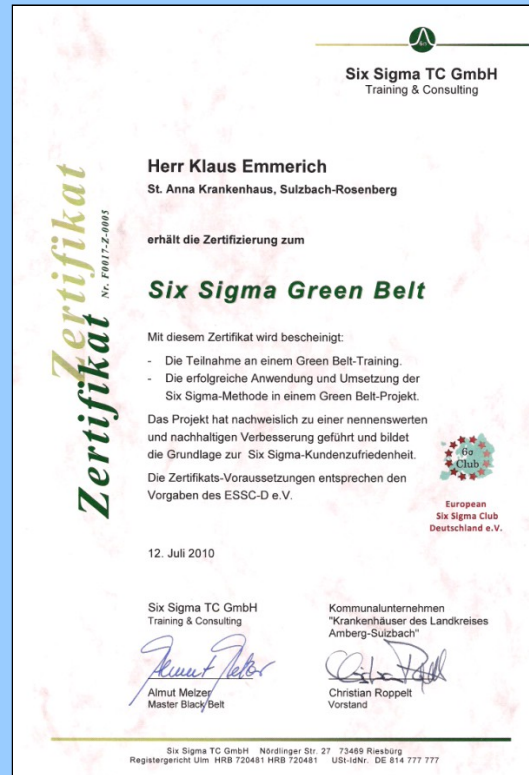 Six Sigma TC GmbH
Training & Consulting
Zertifikat
Zertifikat
Nr. F0017-Z-0005
Herr Klaus Emmerich
St. Anna Krankenhaus, Sulzbach-Rosenberg
erhält die Zertifizierung zum
Six Sigma Green Belt
Mit diesem Zertifikat wird bescheinigt:
- Die Teilnahme an einem Green Belt-Training.
- Die erfolgreiche Anwendung und Umsetzung der
Six Sigma-Methode in einem Green Belt-Projekt.
Das Projekt hat nachweislich zu einer nennenswerten
und nachhaltigen Verbesserung geführt und bildet
die Grundlage zur Six Sigma-Kundenzufriedenheit.
Die Zertifikats-Voraussetzungen entsprechen den
Vorgaben des ESSC-D e.V.
6σ
Club
European
Six Sigma Club
Deutschland e.V.
12. Juli 2010
Six Sigma TC GmbH
Training & Consulting
Almut Melzer
Master Black Belt
Kommunalunternehmen
"Krankenhäuser des Landkreises
Amberg-Sulzbach"
Christian Roppelt
Vorstand
Six Sigma TC GmbH Nördlinger Str. 27 73469 Riesbürg
Registergericht Ulm HRB 720481 HRB 720481 USt-IdNr. DE 814 777 777